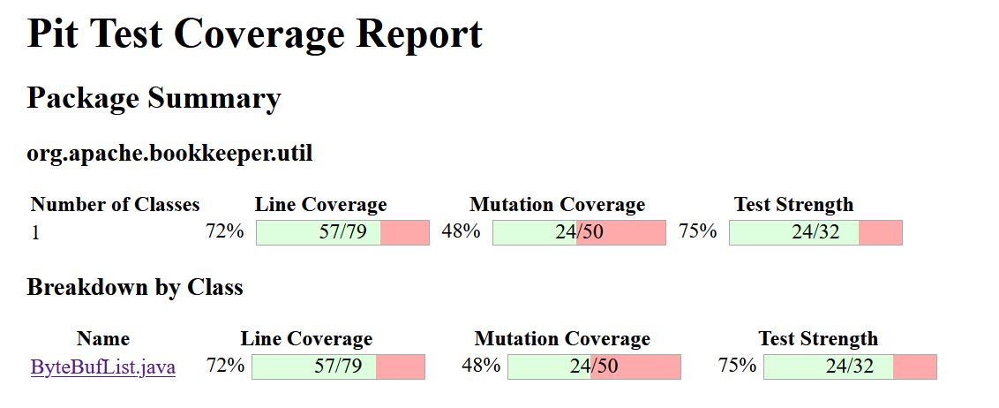 Pit Test Coverage Report
Package Summary
org.apache.bookkeeper.util
Number of Classes Line Coverage Mutation Coverage Test Strength
1 72% 57/79 48% 24/50 75% 24/32
Breakdown by Class
Name Line Coverage Mutation Coverage Test Strength
ByteBufList.java 72% 57/79 48% 24/50 75% 24/32